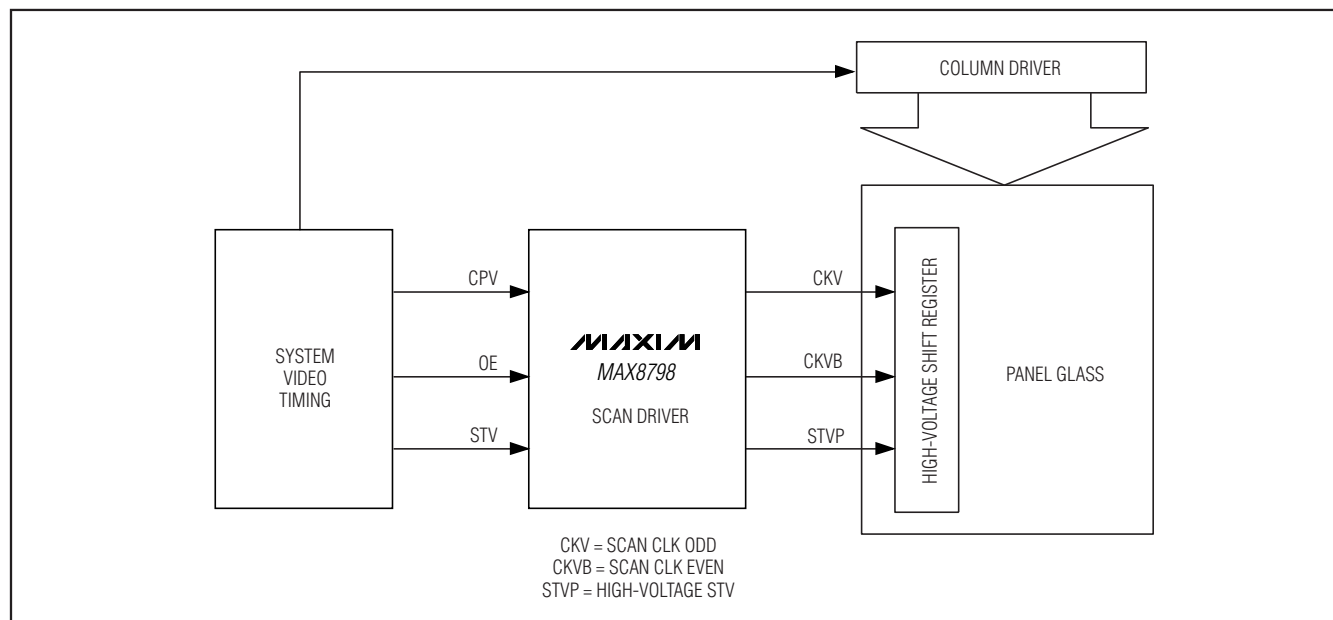 COLUMN DRIVER
SYSTEM
VIDEO
TIMING
CPV
OE
STV
MAXIM
MAX8798
SCAN DRIVER
CKV
CKVB
STVP
HIGH-VOLTAGE SHIFT REGISTER
PANEL GLASS
CKV = SCAN CLK ODD
CKVB = SCAN CLK EVEN
STVP = HIGH-VOLTAGE STV